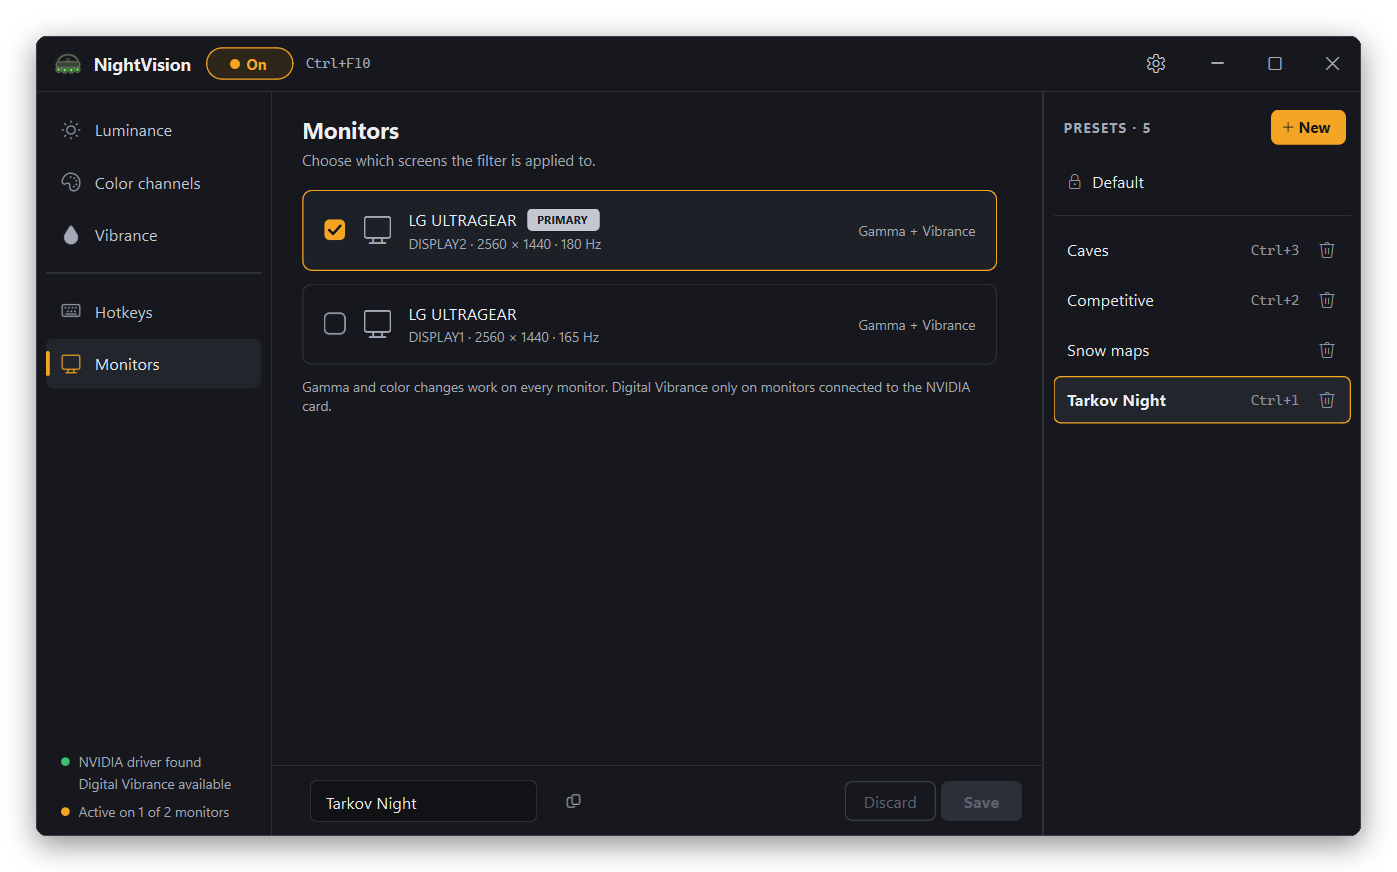 NightVision
On
Ctrl+F10
Luminance
Color channels
Vibrance
Hotkeys
Monitors
NVIDIA driver found
Digital Vibrance available
Active on 1 of 2 monitors
Monitors
Choose which screens the filter is applied to.
LG ULTRAGEAR PRIMARY
DISPLAY2 · 2560 × 1440 · 180 Hz
Gamma + Vibrance
LG ULTRAGEAR
DISPLAY1 · 2560 × 1440 · 165 Hz
Gamma + Vibrance
Gamma and color changes work on every monitor. Digital Vibrance only on monitors connected to the NVIDIA
card.
Tarkov Night
Discard
Save
PRESETS · 5
+ New
Default
Caves Ctrl+3
Competitive Ctrl+2
Snow maps
Tarkov Night Ctrl+1